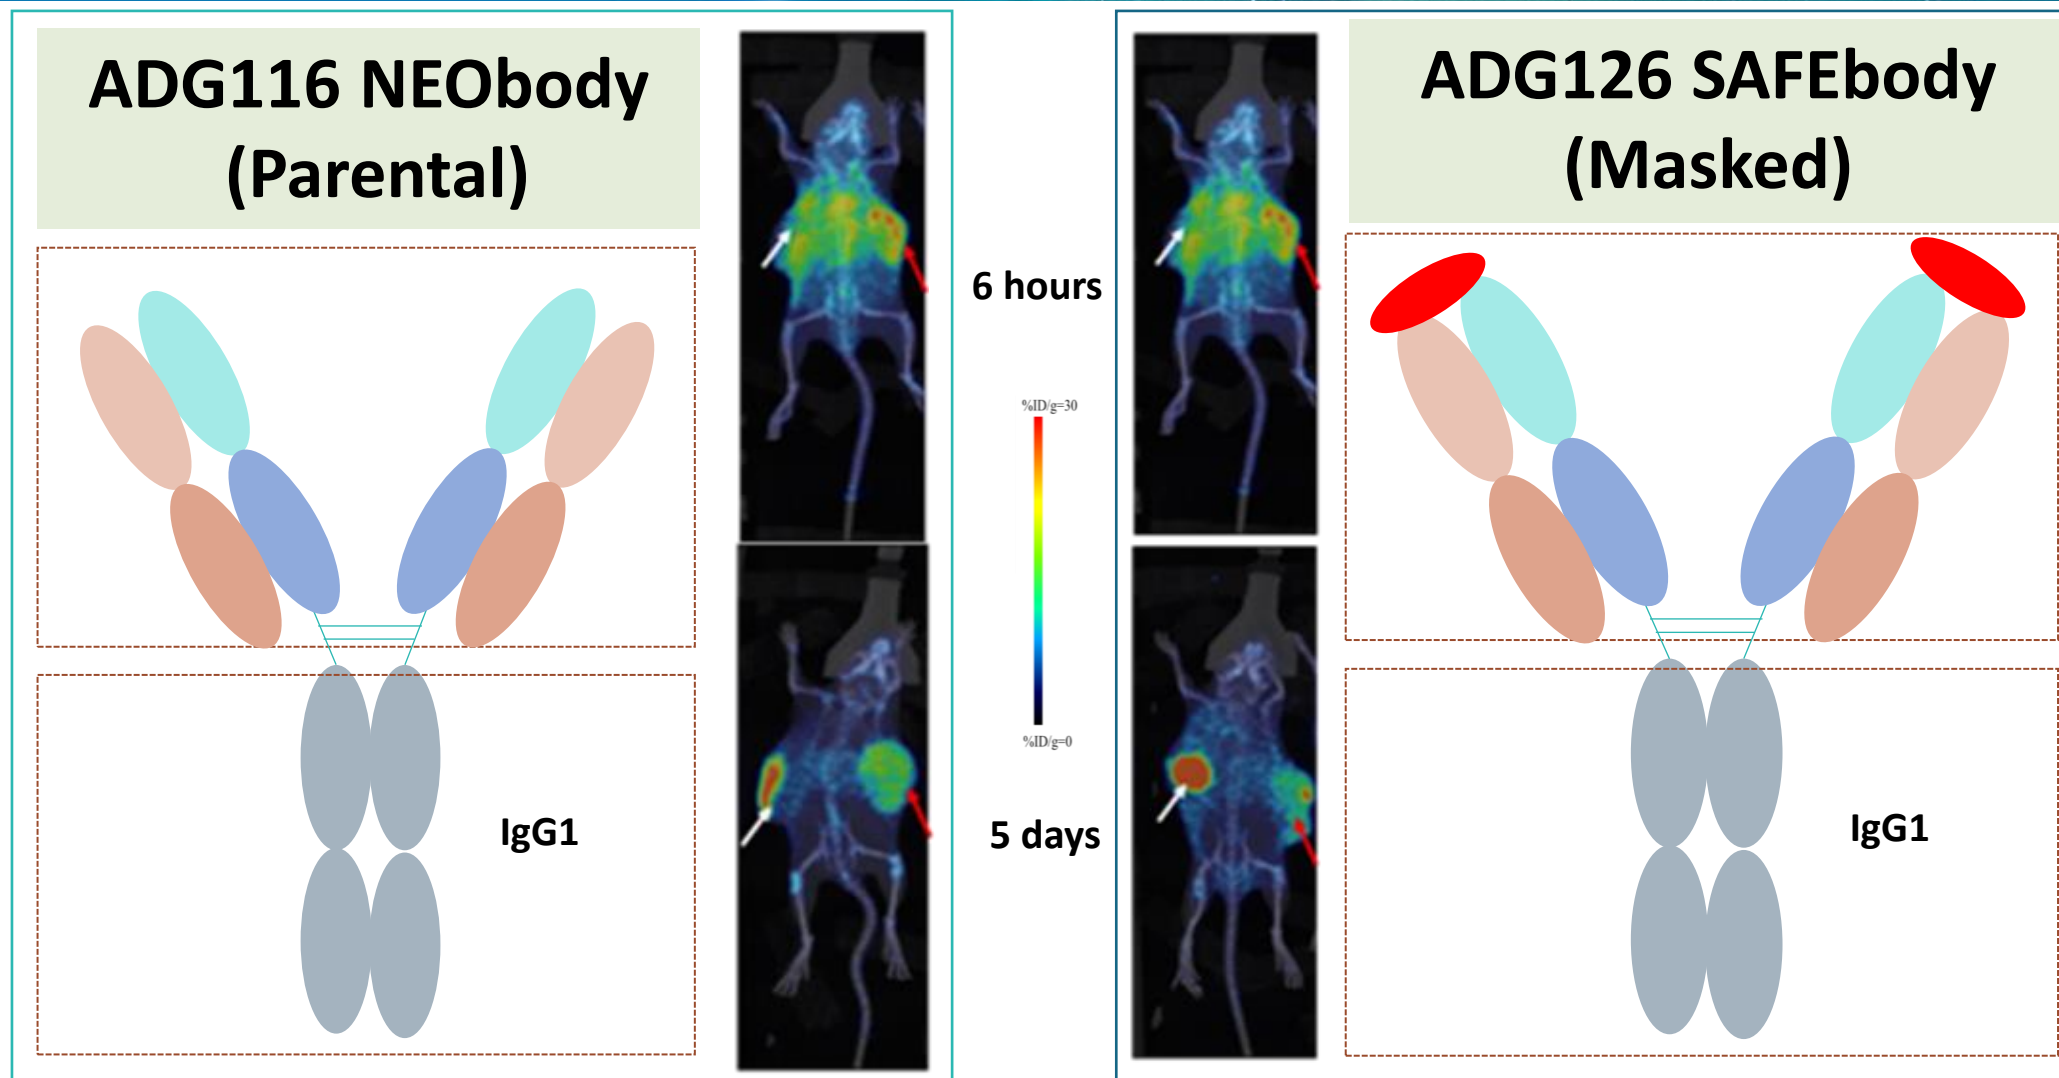 ADG116 NEObody
(Parental)
6 hours
%ID/g=30
%ID/g=0
5 days
IgG1
ADG126 SAFEbody
(Masked)
IgG1